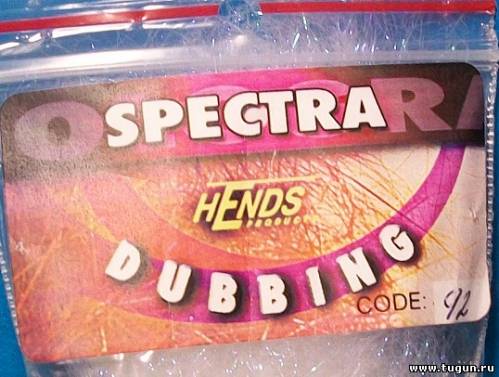 SPECTRA
HENDS
PRODUCTS
DUBBING
CODE: 92
www.tugun.ru